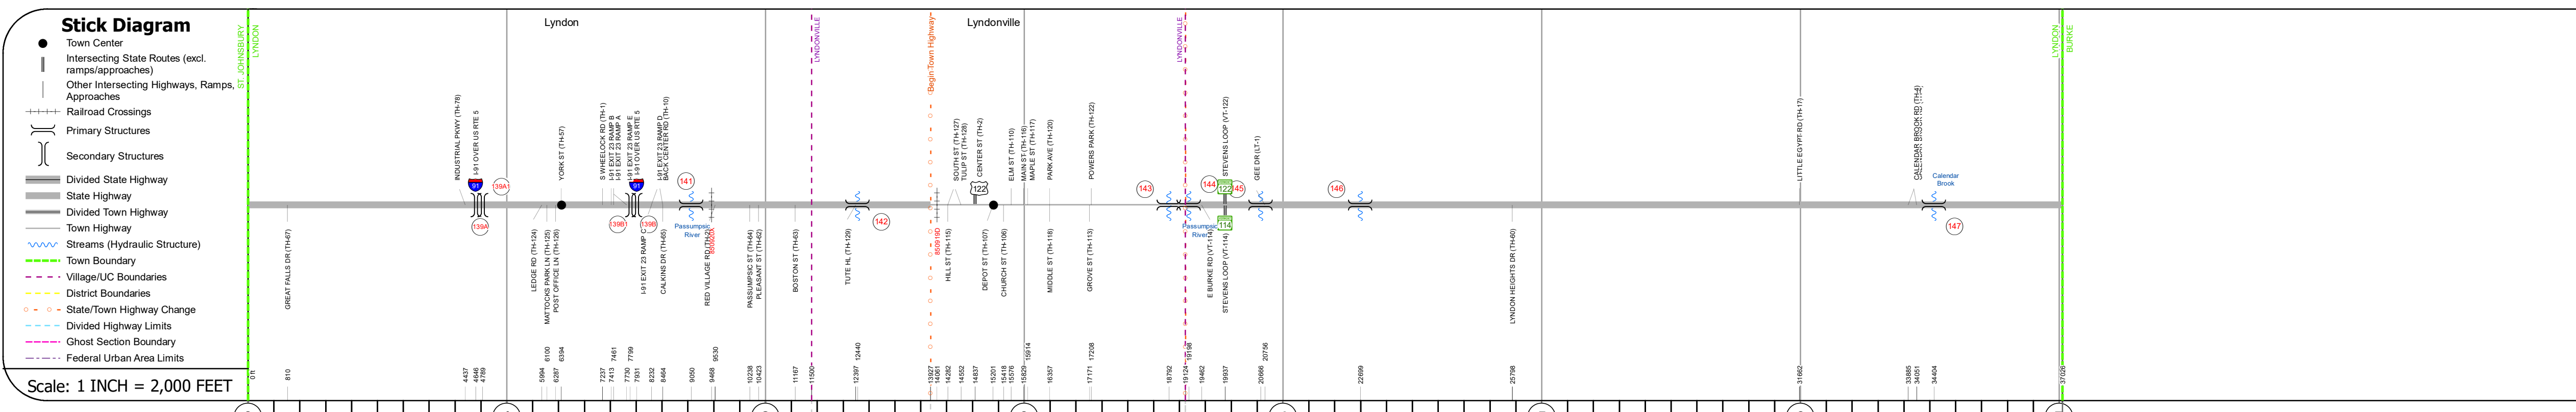 Stick Diagram
Town Center
Intersecting State Routes (excl.
ramps/approaches)
Other Intersecting Highways, Ramps,
Approaches
Railroad Crossings
Primary Structures
Secondary Structures
Divided State Highway
State Highway
Divided Town Highway
Town Highway
Streams (Hydraulic Structure)
Town Boundary
Village/UC Boundaries
District Boundaries
State/Town Highway Change
Divided Highway Limits
Ghost Section Boundary
Federal Urban Area Limits
Scale: 1 INCH = 2,000 FEET
ST. JOHNSBURY
LYNDON
Lyndon
LYNDONVILLE
Begin Town Highway
Lyndonville
LYNDONVILLE
LYNDON
BURKE
INDUSTRIAL PKWY (TH-78)
I-91 OVER US RTE 5
YORK ST (TH-57)
S WHEELOCK RD (TH-1)
I-91 EXIT 23 RAMP B
I-91 EXIT 23 RAMP A
I-91 EXIT 23 RAMP E
I-91 OVER US RTE 5
I-91 EXIT 23 RAMP D
BACK CENTER RD (TH-10)
SOUTH ST (TH-127)
TULIP ST (TH-128)
CENTER ST (TH-2)
ELM ST (TH-110)
MAIN ST (TH-116)
MAPLE ST (TH-117)
PARK AVE (TH-120)
POWERS PARK (TH-122)
STEVENS LOOP (VT-122)
GEE DR (LT-1)
LITTLE EGYPT RD (TH-17)
CALENDAR BROOK RD (TH-4)
91
139A1
139A
91
139B1
139B
141
142
122
143
144
122
145
114
146
147
Passumpsic
River
Passumpsic
River
Calendar
Brook
GREAT FALLS DR (TH-67)
LEDGE RD (TH-124)
MATTOCKS PARK LN (TH-125)
POST OFFICE LN (TH-126)
I-91 EXIT 23 RAMP C
CALKINS DR (TH-65)
RED VILLAGE RD (TH-2)
PASSUMPSIC ST (TH-64)
PLEASANT ST (TH-62)
BOSTON ST (TH-63)
TUTE HL (TH-129)
850919D
HILL ST (TH-115)
DEPOT ST (TH-107)
CHURCH ST (TH-106)
MIDDLE ST (TH-118)
GROVE ST (TH-113)
E BURKE RD (VT-114)
STEVENS LOOP (VT-114)
LYNDON HEIGHTS DR (TH-60)
0 ft
810
4437
4646
4789
5994
6100
6287
6394
7237
7413
7461
7730
7799
7931
8232
8464
9050
9468
9530
10238
10423
11167
11500
12397
12440
13927
14061
14282
14552
14837
15201
15418
15576
15829
15914
16357
17171
17208
18792
19124
19198
19462
19937
20666
20756
22699
25798
31662
33885
34051
34404
37026